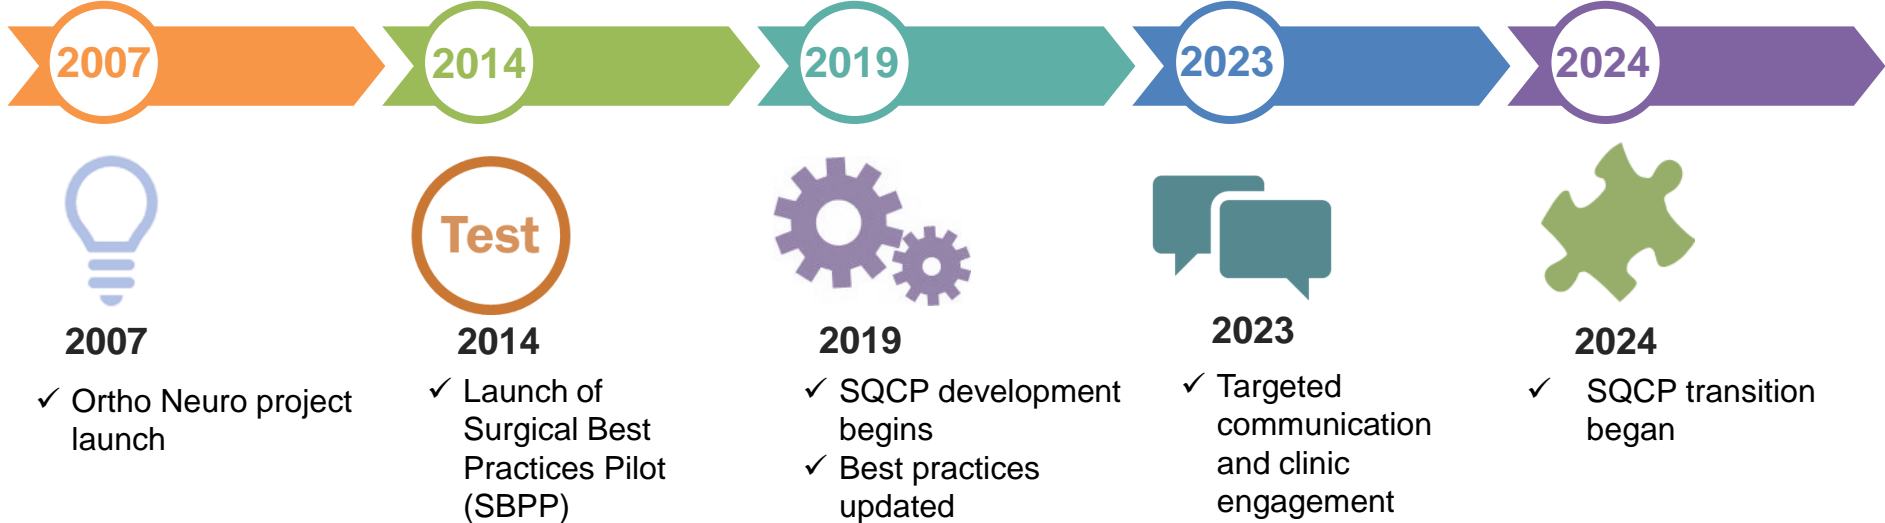 2007
2014
2019
2023
2024
Test
2007
✓ Ortho Neuro project
launch
2014
✓ Launch of
Surgical Best
Practices Pilot
(SBPP)
2019
✓ SQCP development
begins
✓ Best practices
updated
2023
✓ Targeted
communication
and clinic
engagement
2024
✓ SQCP transition
began